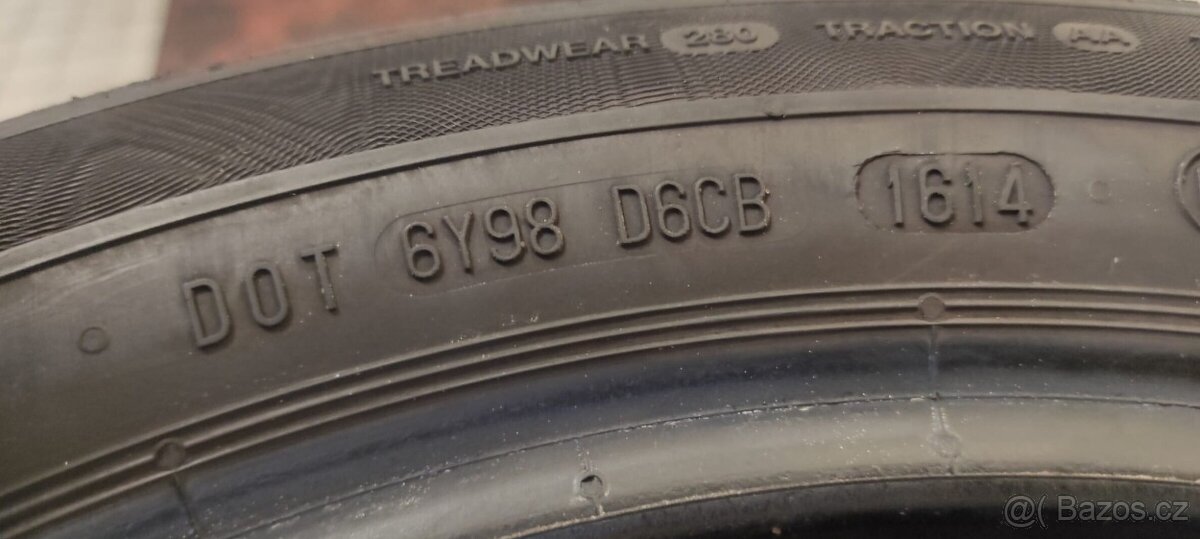 TREADWEAR 280 TRACTION AA
DOT 6Y98 D6CB 1614
@( Bazos.cz